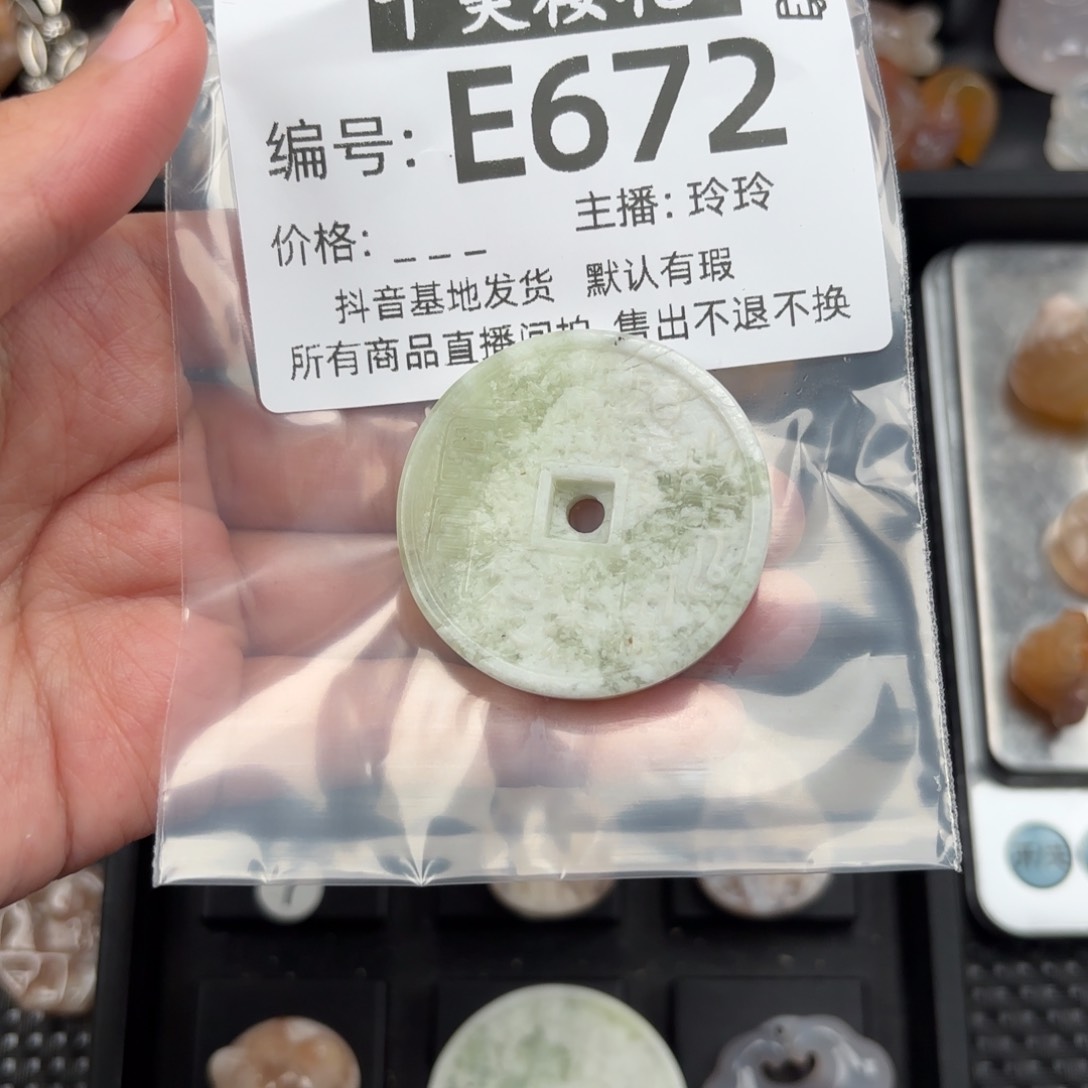 编号: E672
价格: _ _ _ 主播: 玲玲
抖音基地发货 默认有瑕
所有商品直播间拍 售出不退不换